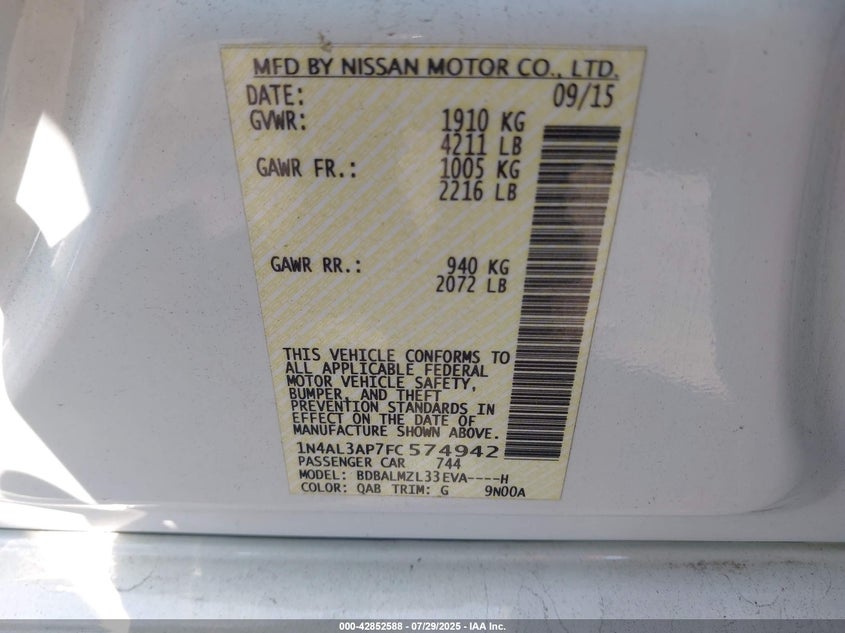 MFD BY NISSAN MOTOR CO., LTD.
DATE: 09/15
GVWR: 1910 KG
4211 LB
GAWR FR.: 1005 KG
2216 LB
GAWR RR.: 940 KG
2072 LB
THIS VEHICLE CONFORMS TO
ALL APPLICABLE FEDERAL
MOTOR VEHICLE SAFETY,
BUMPER, AND THEFT
PREVENTION STANDARDS IN
EFFECT ON THE DATE OF
MANUFACTURE SHOWN ABOVE.
1N4AL3AP7FC574942
PASSENGER CAR 744
MODEL: BDBALMZL33EVA----H
COLOR: QAB TRIM: G 9N00A
000-42852588 - 07/29/2025 - IAA Inc.